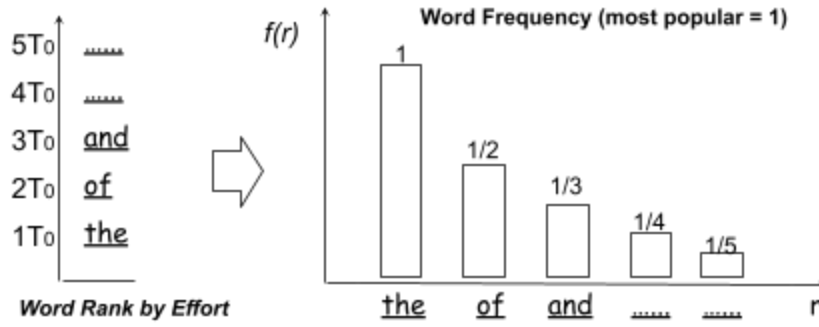 5T₀ ......
4T₀ ......
3T₀ and
2T₀ of
1T₀ the
Word Rank by Effort
Word Frequency (most popular = 1)
f(r)
1
1/2
1/3
1/4
1/5
the of and ...... ...... r